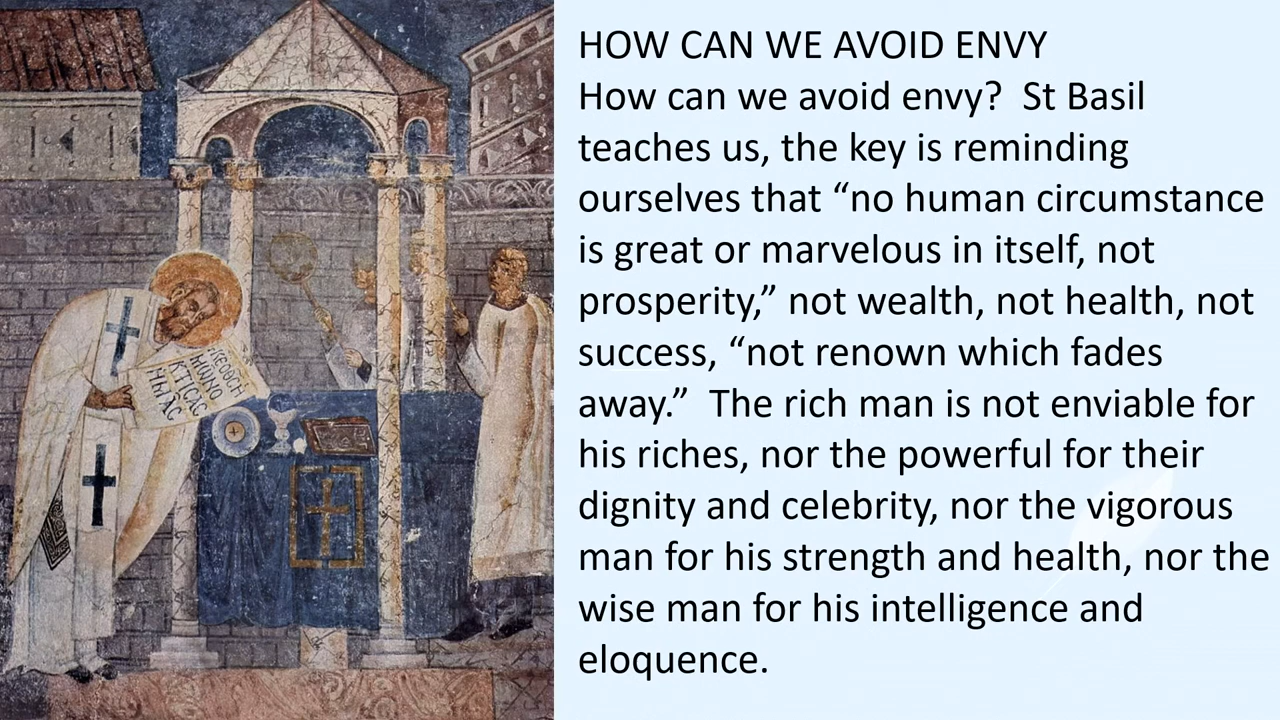 HOW CAN WE AVOID ENVY
How can we avoid envy?  St Basil
teaches us, the key is reminding
ourselves that “no human circumstance
is great or marvelous in itself, not
prosperity,” not wealth, not health, not
success, “not renown which fades
away.”  The rich man is not enviable for
his riches, nor the powerful for their
dignity and celebrity, nor the vigorous
man for his strength and health, nor the
wise man for his intelligence and
eloquence.